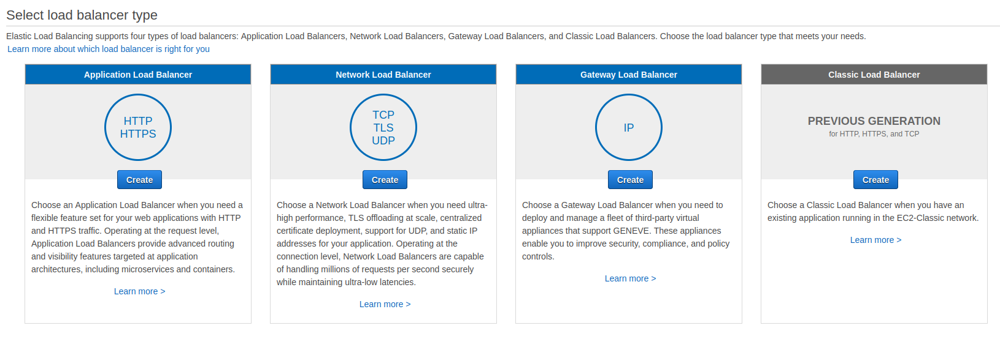 Select load balancer type
Elastic Load Balancing supports four types of load balancers: Application Load Balancers, Network Load Balancers, Gateway Load Balancers, and Classic Load Balancers. Choose the load balancer type that meets your needs.
Learn more about which load balancer is right for you
Application Load Balancer
HTTP
HTTPS
Create
Choose an Application Load Balancer when you need a
flexible feature set for your web applications with HTTP
and HTTPS traffic. Operating at the request level,
Application Load Balancers provide advanced routing
and visibility features targeted at application
architectures, including microservices and containers.
Learn more >
Network Load Balancer
TCP
TLS
UDP
Create
Choose a Network Load Balancer when you need ultra-
high performance, TLS offloading at scale, centralized
certificate deployment, support for UDP, and static IP
addresses for your application. Operating at the
connection level, Network Load Balancers are capable
of handling millions of requests per second securely
while maintaining ultra-low latencies.
Learn more >
Gateway Load Balancer
IP
Create
Choose a Gateway Load Balancer when you need to
deploy and manage a fleet of third-party virtual
appliances that support GENEVE. These appliances
enable you to improve security, compliance, and policy
controls.
Learn more >
Classic Load Balancer
PREVIOUS GENERATION
for HTTP, HTTPS, and TCP
Create
Choose a Classic Load Balancer when you have an
existing application running in the EC2-Classic network.
Learn more >